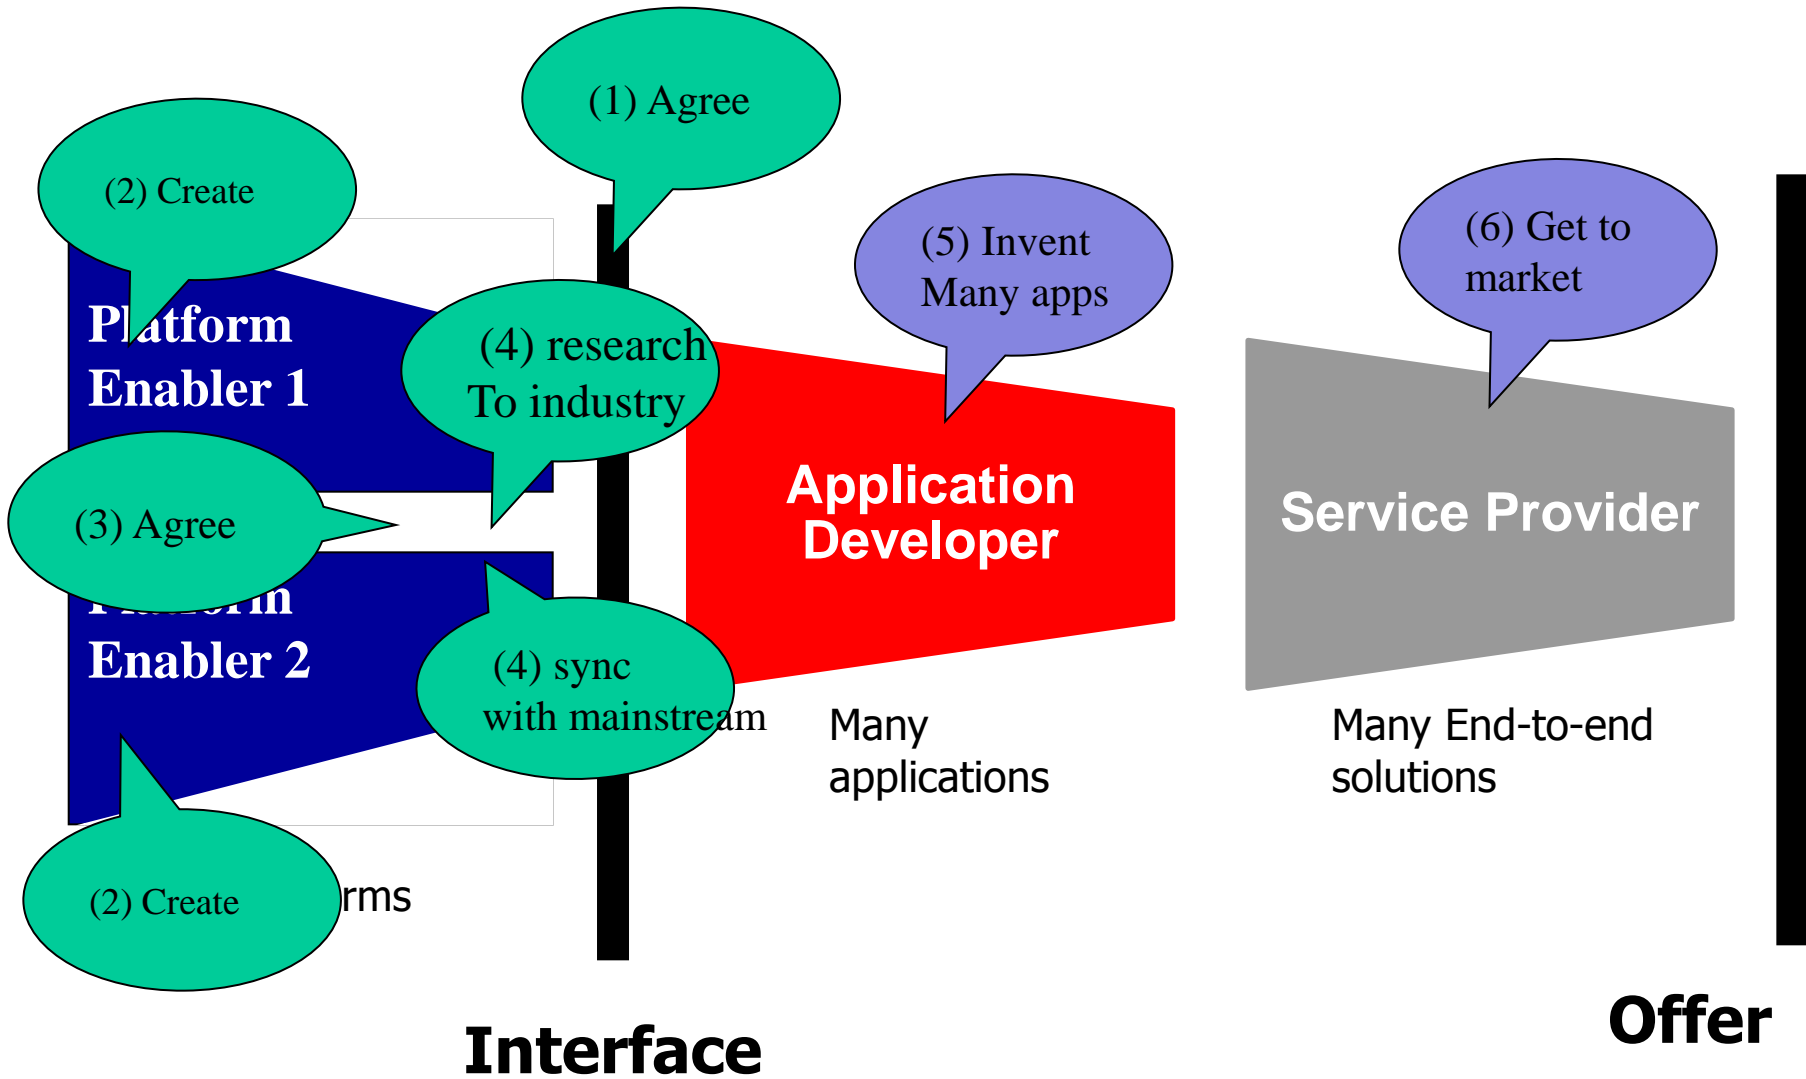 (1) Agree
(2) Create
(5) Invent
Many apps
(6) Get to
market
Platform
Enabler 1
(4) research
To industry
(3) Agree
Application
Developer
Service Provider
Platform
Enabler 2
(4) sync
with mainstream
Many
applications
Many End-to-end
solutions
(2) Create
rms
Interface
Offer